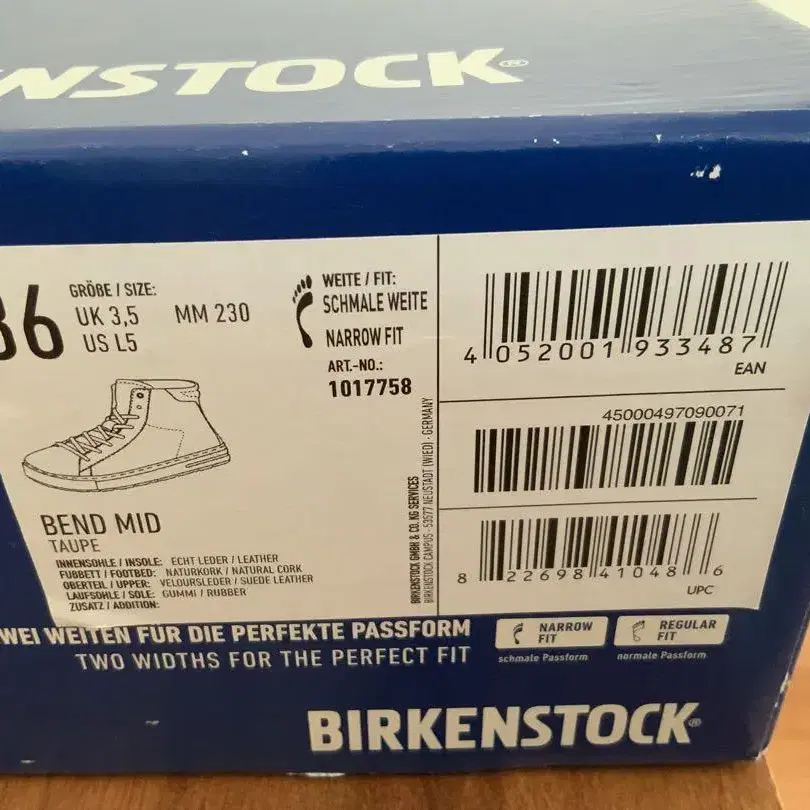 NSTOCK®
36
GRÖßE / SIZE:
UK 3,5
US L5
MM 230
WEITE / FIT:
SCHMALE WEITE
NARROW FIT
ART.-NO.:
1017758
BEND MID
TAUPE
INNENSOHLE / INSOLE: ECHT LEDER / LEATHER
FUßBETT / FOOTBED: NATURKORK / NATURAL CORK
OBERTEIL / UPPER: VELOURSLEDER / SUEDE LEATHER
LAUFSOHLE / SOLE: GUMMI / RUBBER
ZUSATZ / ADDITION:
BIRKENSTOCK GMBH & CO. KG SERVICES
BIRKENSTOCK CAMPUS · 53577 NEUSTADT (WIED) · GERMANY
4 052001 933487
EAN
45000497090071
8 22698 41048 6
UPC
WEI WEITEN FÜR DIE PERFEKTE PASSFORM
TWO WIDTHS FOR THE PERFECT FIT
NARROW
FIT
schmale Passform
REGULAR
FIT
normale Passform
BIRKENSTOCK®